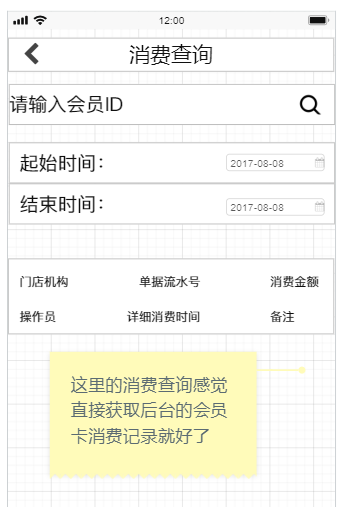 12:00
消费查询
请输入会员ID
起始时间：
2017-08-08
结束时间：
2017-08-08
门店机构 单据流水号 消费金额
操作员 详细消费时间 备注
这里的消费查询感觉
直接获取后台的会员
卡消费记录就好了